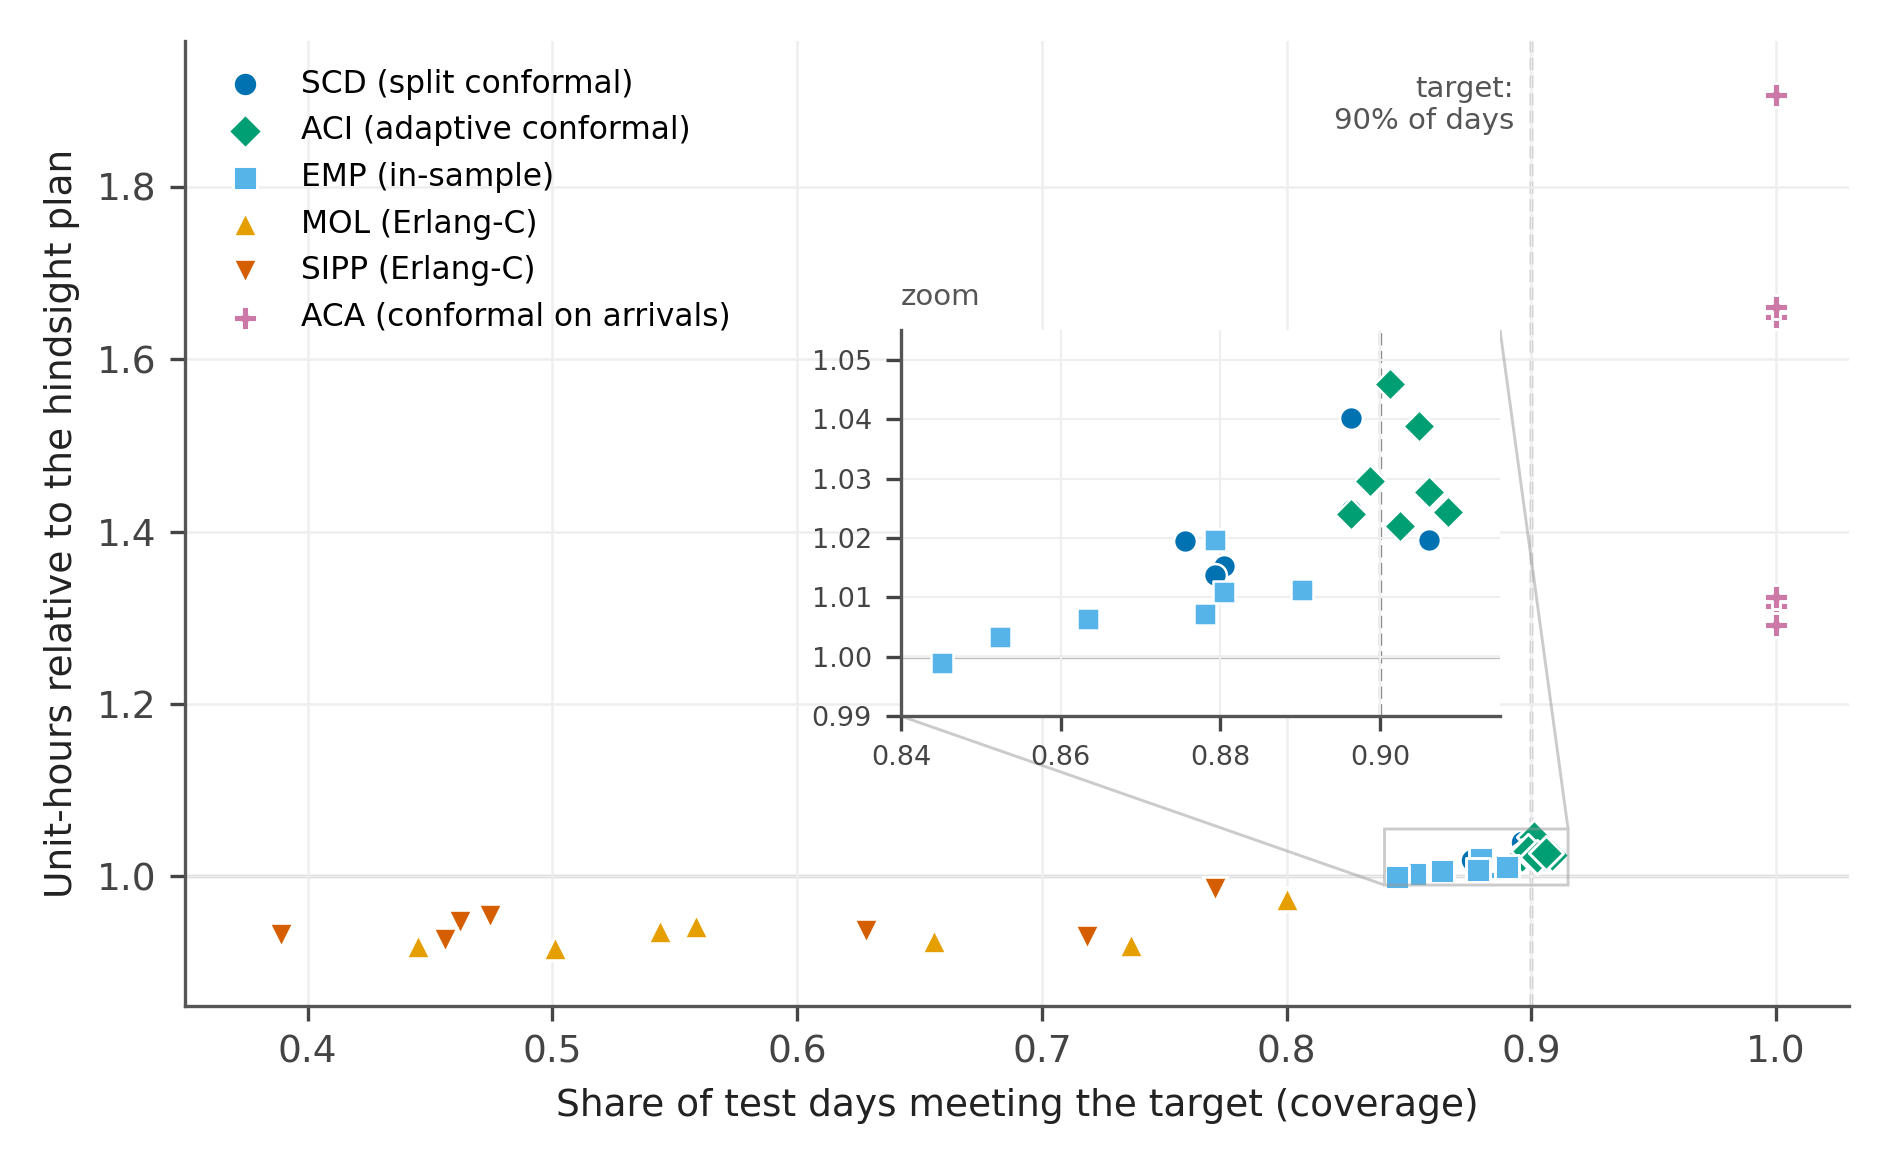 SCD (split conformal)
ACI (adaptive conformal)
EMP (in-sample)
MOL (Erlang-C)
SIPP (Erlang-C)
ACA (conformal on arrivals)
target:
90% of days
zoom
1.05
1.04
1.03
1.02
1.01
1.00
0.99
0.84
0.86
0.88
0.90
Unit-hours relative to the hindsight plan
1.8
1.6
1.4
1.2
1.0
0.4
0.5
0.6
0.7
0.8
0.9
1.0
Share of test days meeting the target (coverage)